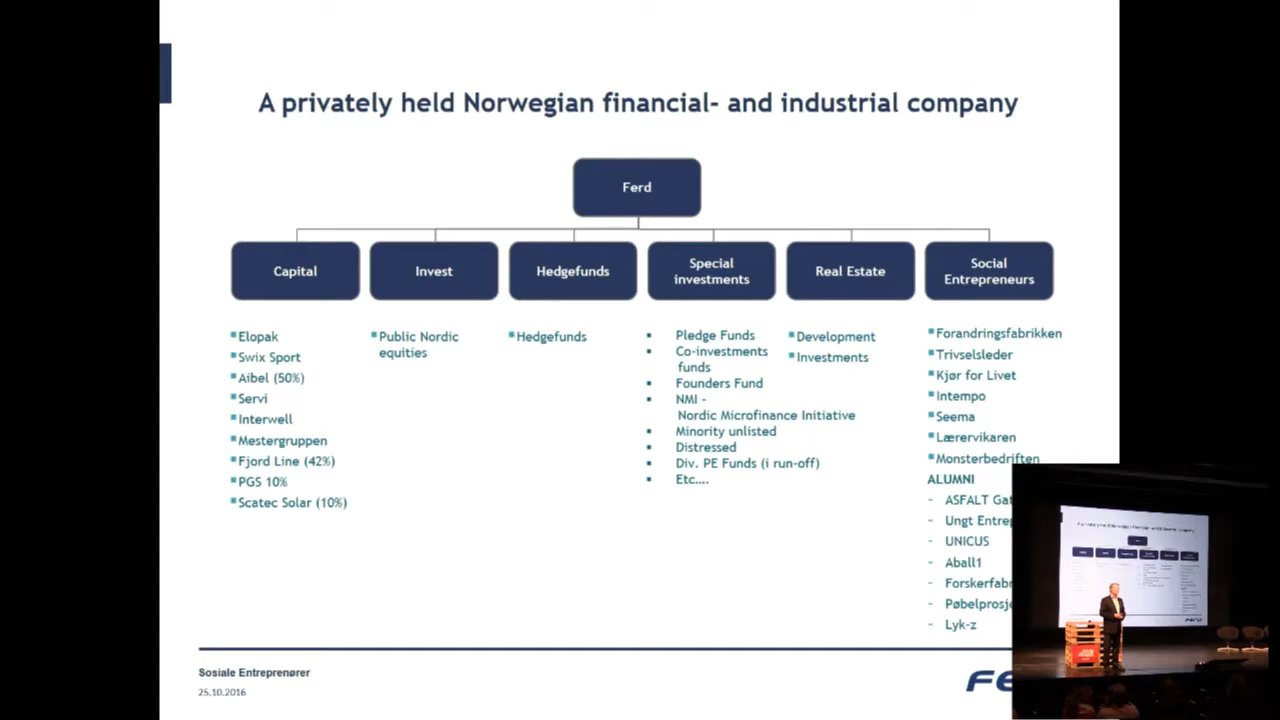 A privately held Norwegian financial- and industrial company
Ferd
Capital
Invest
Hedgefunds
Special
investments
Real Estate
Social
Entrepreneurs
Elopak
Swix Sport
Aibel (50%)
Servi
Interwell
Mestergruppen
Fjord Line (42%)
PGS 10%
Scatec Solar (10%)
Public Nordic
equities
Hedgefunds
Pledge Funds
Co-investments
funds
Founders Fund
NMI -
Nordic Microfinance Initiative
Minority unlisted
Distressed
Div. PE Funds (i run-off)
Etc....
Development
Investments
Forandringsfabrikken
Trivselsleder
Kjør for Livet
Intempo
Seema
Lærervikaren
Monsterbedriften
ALUMNI
- ASFALT
- Ungt
- UNICUS
- Aball1
-
-
- Lyk-z
Sosiale Entreprenører
25.10.2016